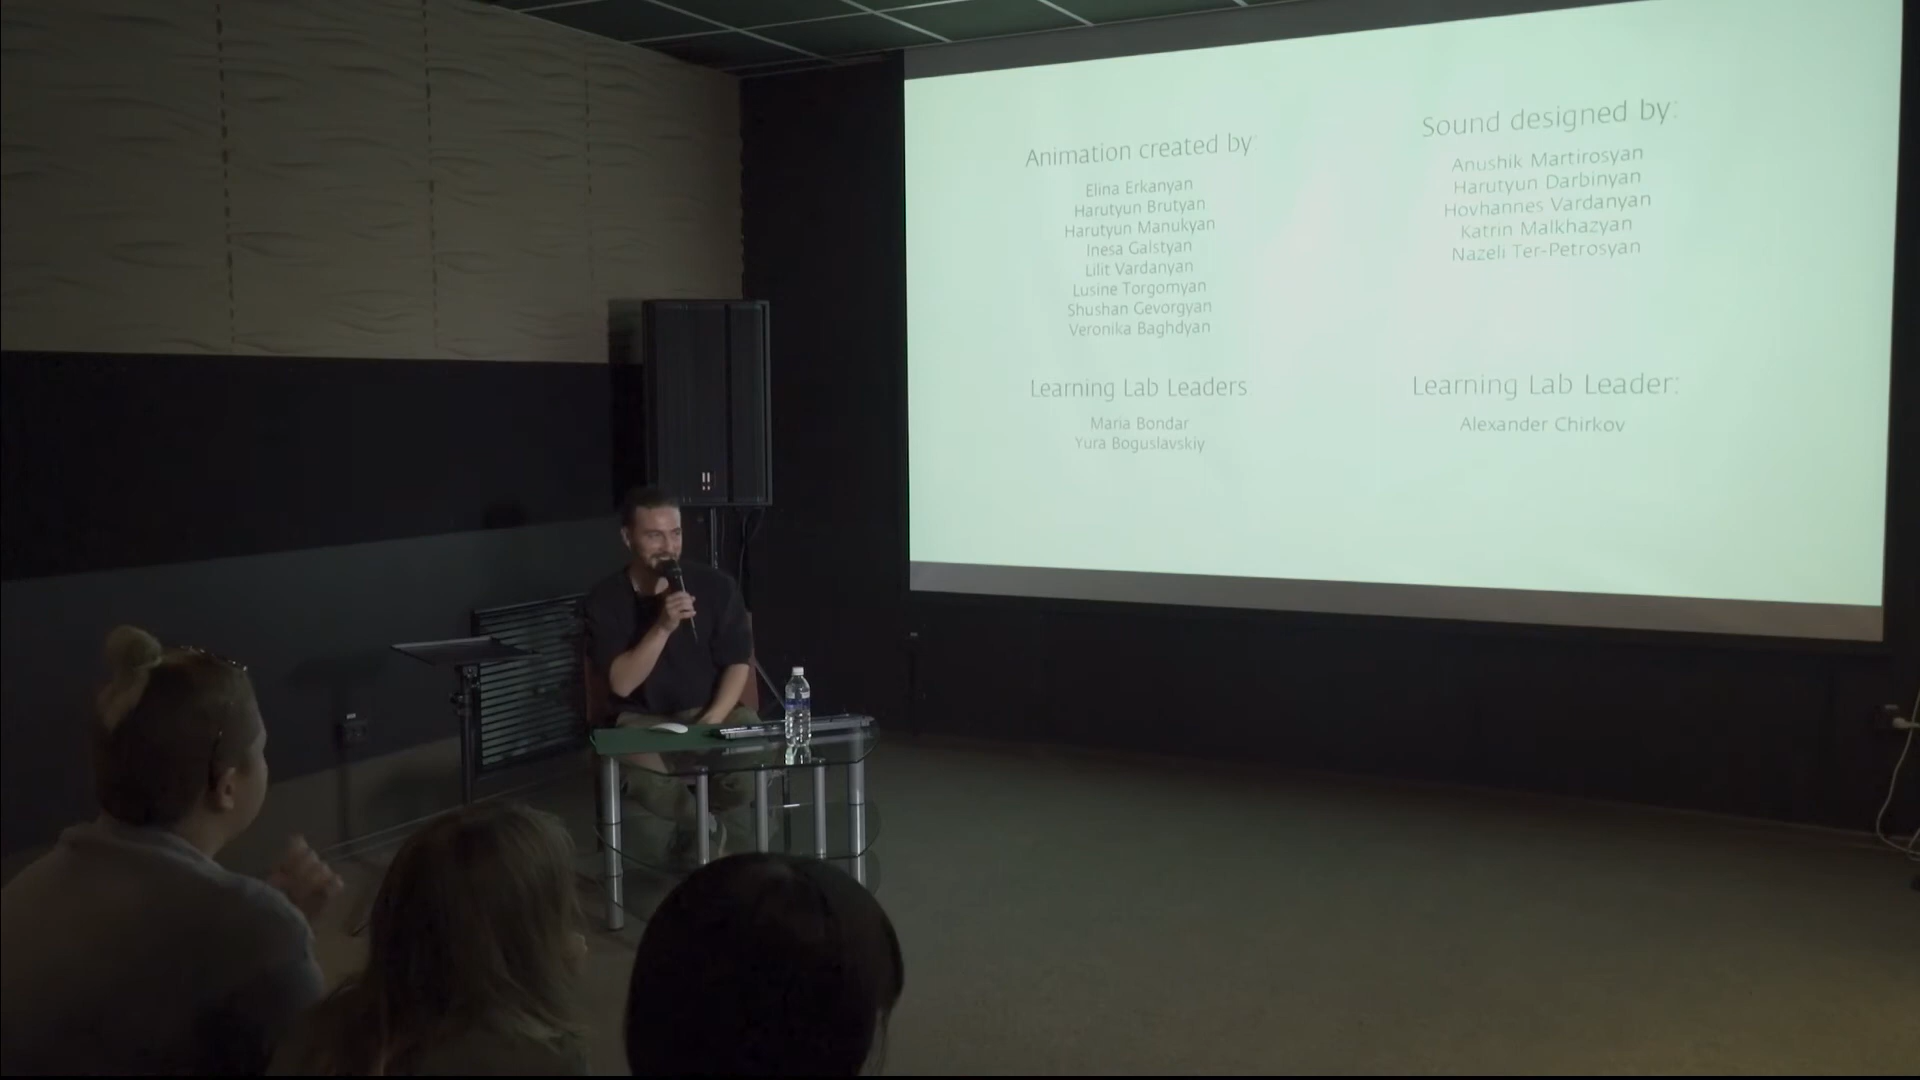 Animation created by
Elina Erkanyan
Harutyun Brutyan
Harutyun Manukyan
Inesa Galstyan
Lilit Vardanyan
Lusine Torgomyan
Shushan Gevorgyan
Veronika Baghdyan
Learning Lab Leaders
Maria Bondar
Yura Boguslavskiy
Sound designed by:
Anushik Martirosyan
Harutyun Darbinyan
Hovhannes Vardanyan
Katrin Malkhazyan
Nazeli Ter-Petrosyan
Learning Lab Leader:
Alexander Chirkov